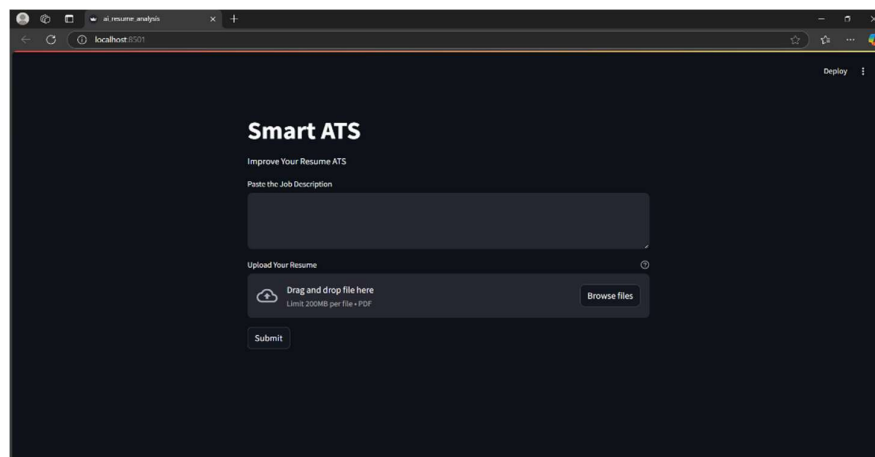 ai_resume_analysis
localhost:8501
Deploy
Smart ATS
Improve Your Resume ATS
Paste the Job Description
Upload Your Resume
Drag and drop file here
Limit 200MB per file • PDF
Browse files
Submit